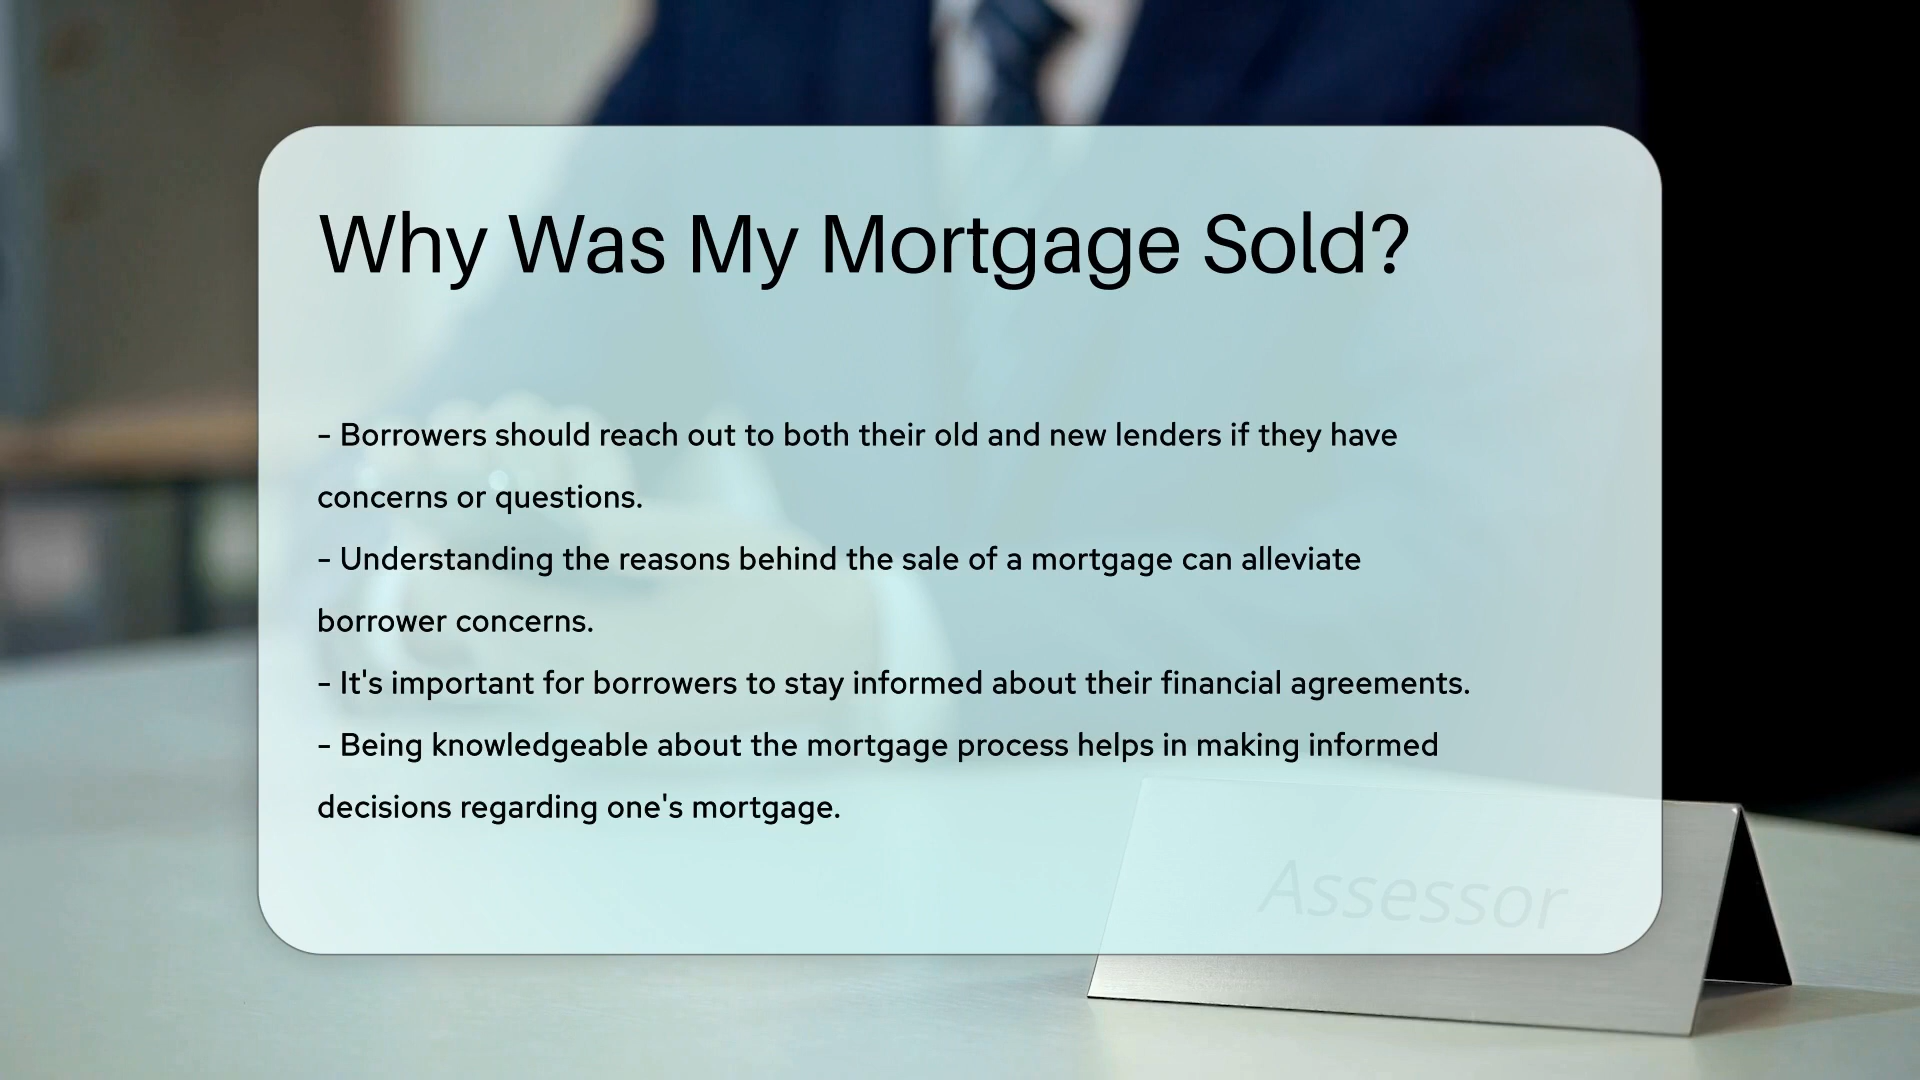 Why Was My Mortgage Sold?
- Borrowers should reach out to both their old and new lenders if they have
concerns or questions.
- Understanding the reasons behind the sale of a mortgage can alleviate
borrower concerns.
- It's important for borrowers to stay informed about their financial agreements.
- Being knowledgeable about the mortgage process helps in making informed
decisions regarding one's mortgage.
Assessor